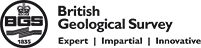 BGS
1835
British
Geological Survey
Expert | Impartial | Innovative